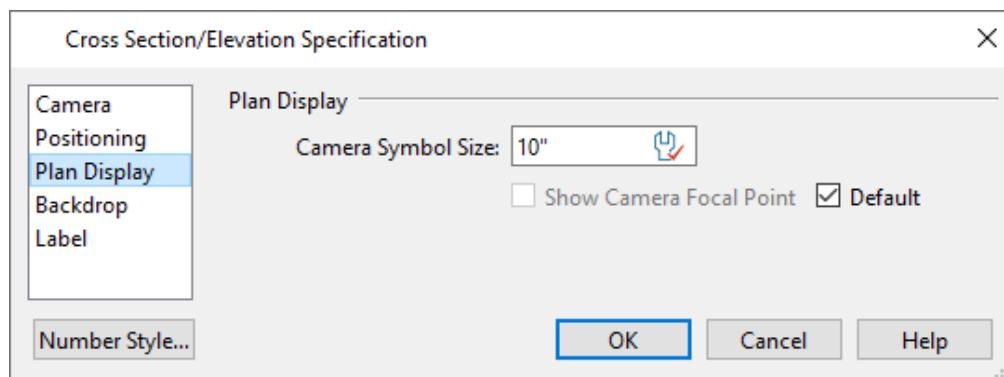 Cross Section/Elevation Specification
Camera
Positioning
Plan Display
Backdrop
Label
Plan Display
Camera Symbol Size: 10"
Show Camera Focal Point Default
Number Style... OK Cancel Help